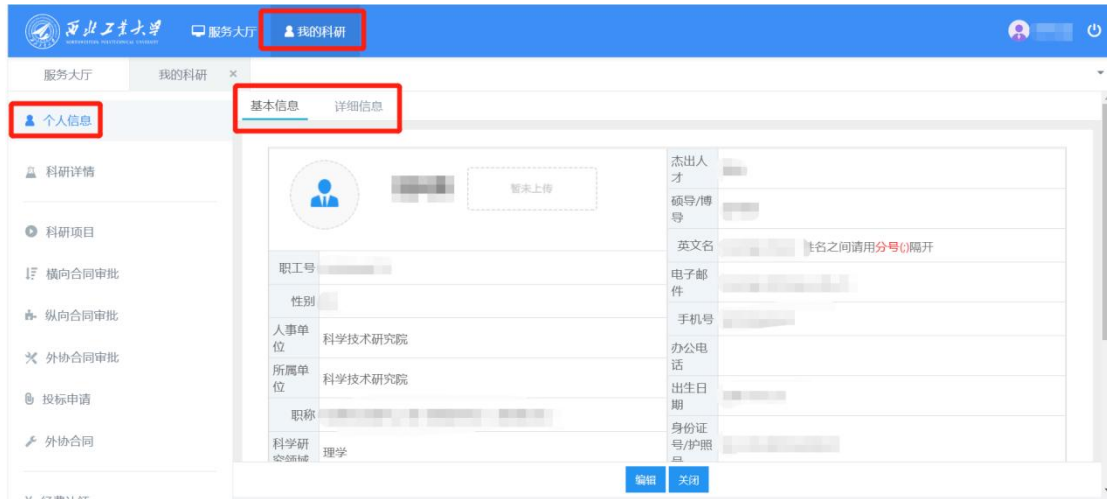 西北工业大学
NORTHWESTERN POLYTECHNICAL UNIVERSITY
服务大厅
我的科研
服务大厅
我的科研 ×
个人信息
科研详情
科研项目
横向合同审批
纵向合同审批
外协合同审批
投标申请
外协合同
基本信息
详细信息
暂未上传
职工号
性别
人事单
位
科学技术研究院
所属单
位
科学技术研究院
职称
科学研
究领域
理学
杰出人
才
硕导/博
导
英文名
姓名之间请用分号(;)隔开
电子邮
件
手机号
办公电
话
出生日
期
身份证
号/护照
号
编辑
关闭